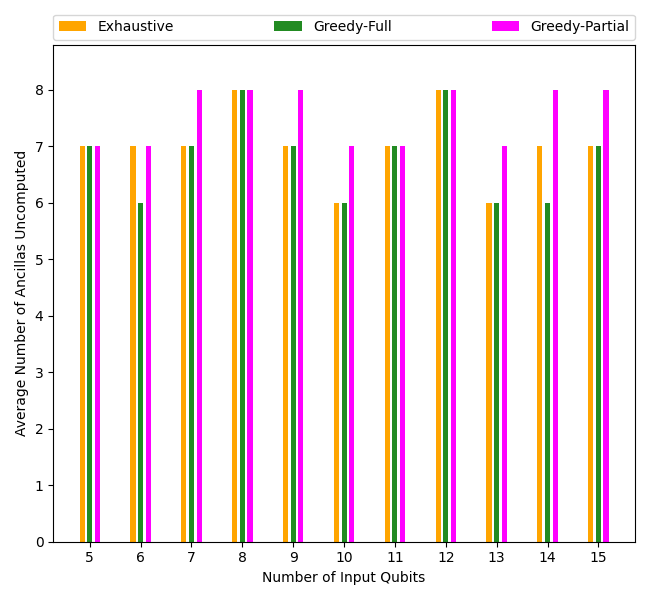 Exhaustive Greedy-Full Greedy-Partial
Average Number of Ancillas Uncomputed
8
7
6
5
4
3
2
1
0
5 6 7 8 9 10 11 12 13 14 15
Number of Input Qubits